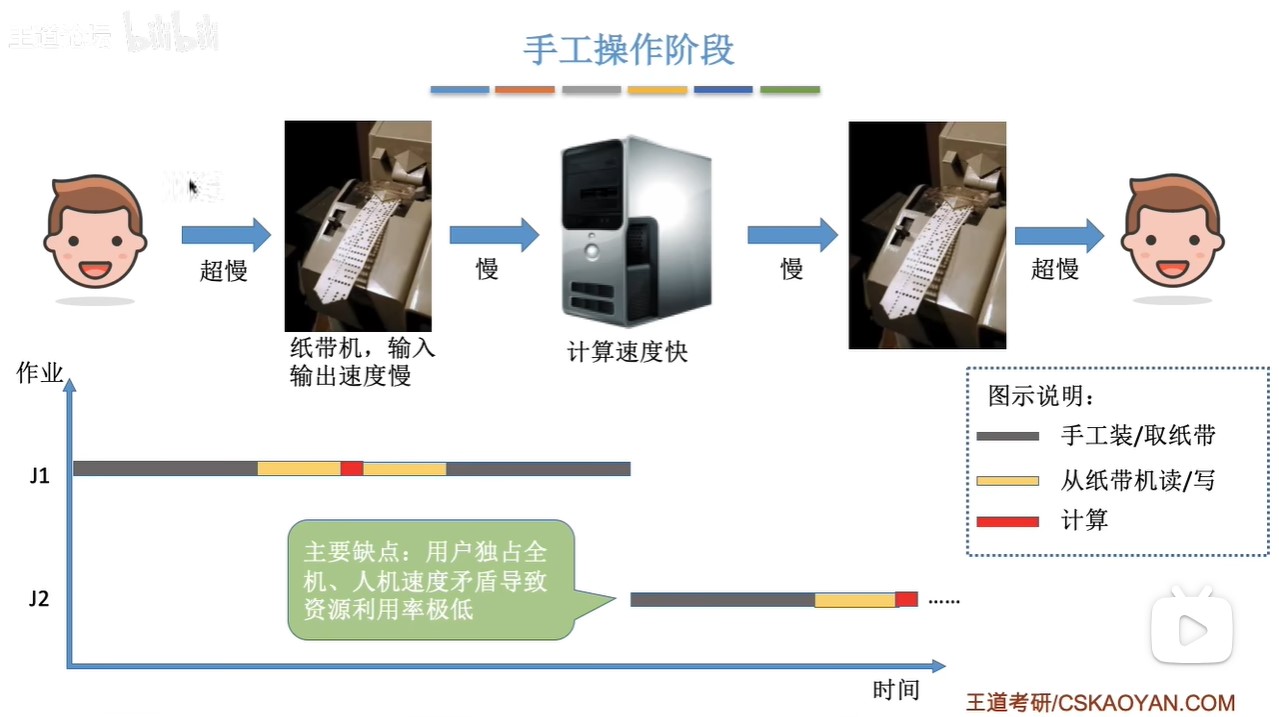 王道论坛 bilibili
手工操作阶段
超慢
慢
慢
超慢
纸带机，输入
输出速度慢
计算速度快
作业
J1
J2
主要缺点：用户独占全
机、人机速度矛盾导致
资源利用率极低
......
时间
图示说明：
手工装/取纸带
从纸带机读/写
计算
王道考研/CSKAOYAN.COM